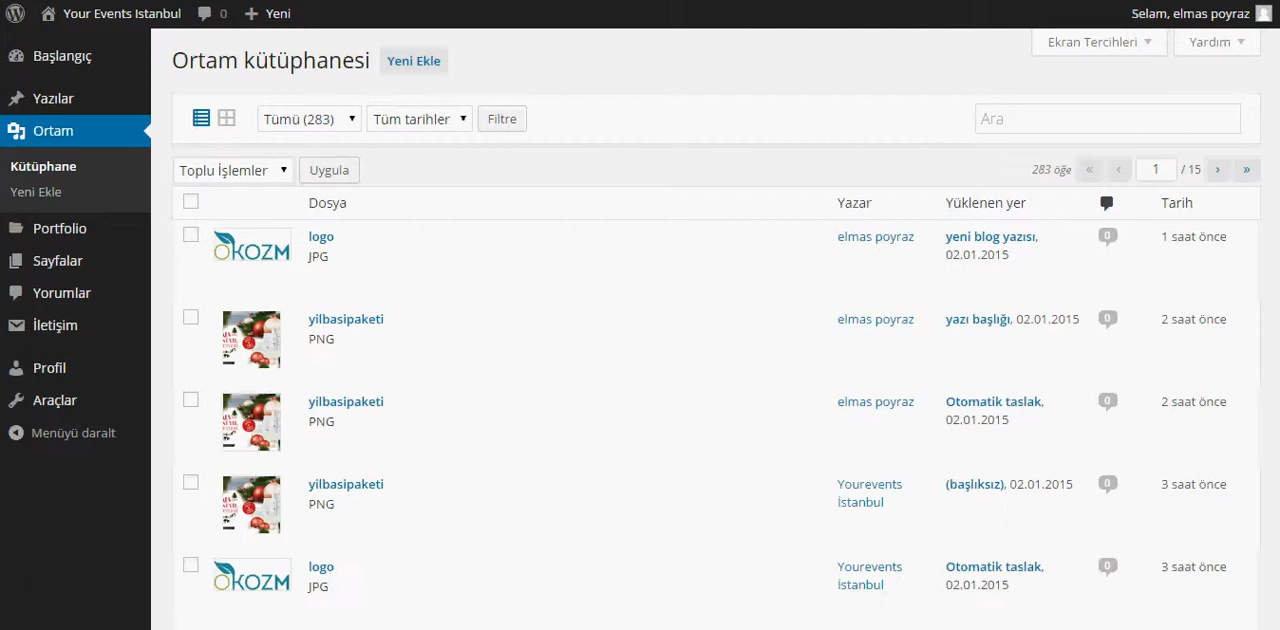 Your Events Istanbul 0 Yeni Selam, elmas poyraz
Başlangıç
Yazılar
Ortam
Kütüphane
Yeni Ekle
Portfolio
Sayfalar
Yorumlar
İletişim
Profil
Araçlar
Menüyü daralt
Ekran Tercihleri Yardım
Ortam kütüphanesi Yeni Ekle
Tümü (283) Tüm tarihler Filtre Ara
Toplu İşlemler Uygula 283 öğe « ‹ 1 / 15 › »
Dosya Yazar Yüklenen yer Tarih
ÖKOZM logo elmas poyraz yeni blog yazısı, 0 1 saat önce
JPG 02.01.2015
yilbasipaketi elmas poyraz yazı başlığı, 02.01.2015 0 2 saat önce
PNG
yilbasipaketi elmas poyraz Otomatik taslak, 0 2 saat önce
PNG 02.01.2015
yilbasipaketi Yourevents (başlıksız), 02.01.2015 0 3 saat önce
PNG İstanbul
ÖKOZM logo Yourevents Otomatik taslak, 0 3 saat önce
JPG İstanbul 02.01.2015